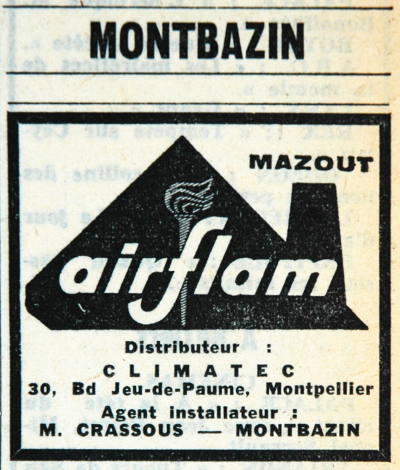 MONTBAZIN
MAZOUT
airflam
Distributeur :
CLIMATEC
30, Bd Jeu-de-Paume, Montpellier
Agent installateur :
M. CRASSOUS — MONTBAZIN